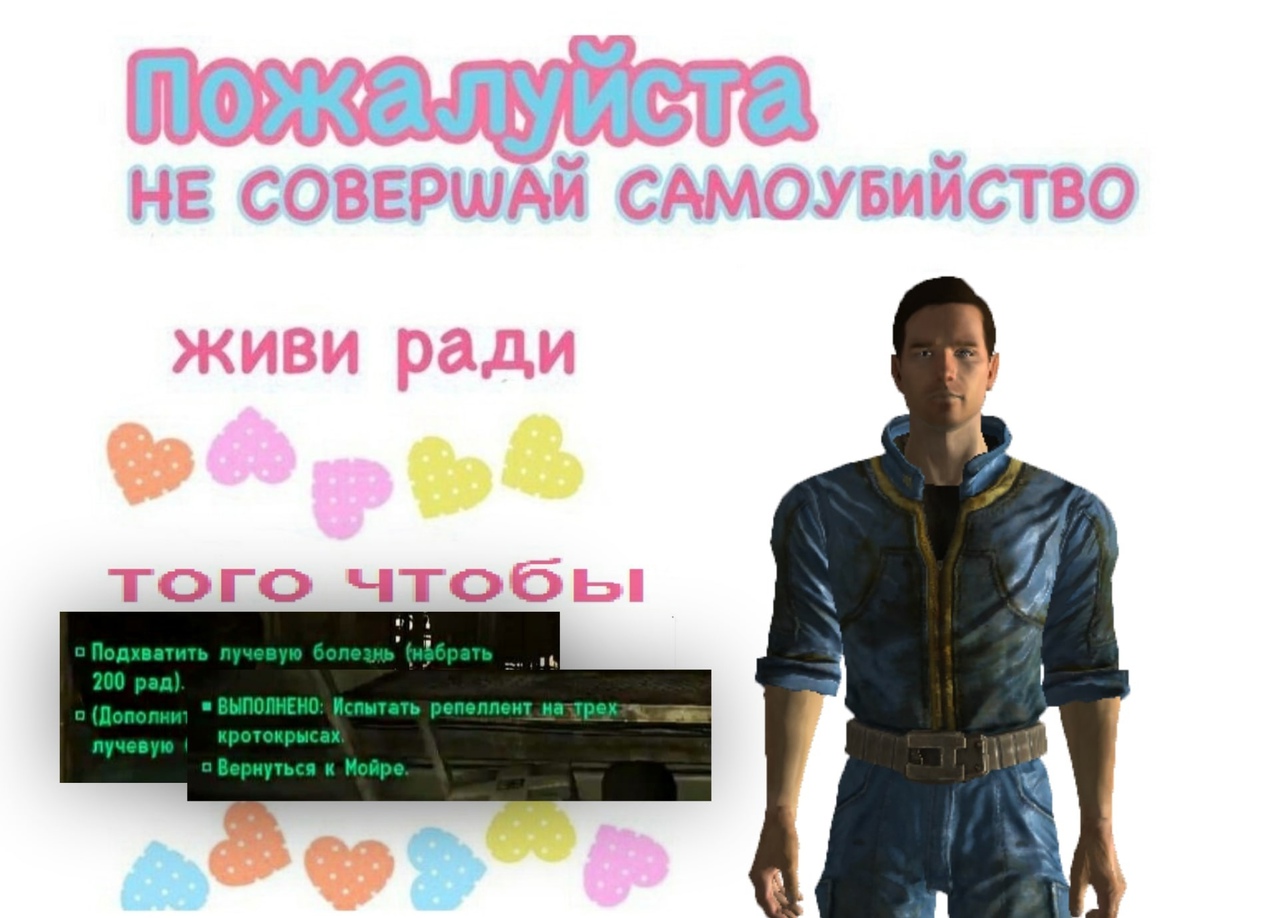 Пожалуйста
НЕ СОВЕРШАЙ САМОУБИЙСТВО
живи ради
того чтобы
Подхватить лучевую болезнь (набрать
200 рад).
лучевую
ВЫПОЛНЕНО: Испытать репеллент на трех
кротокрысах.
Вернуться к Мойре.